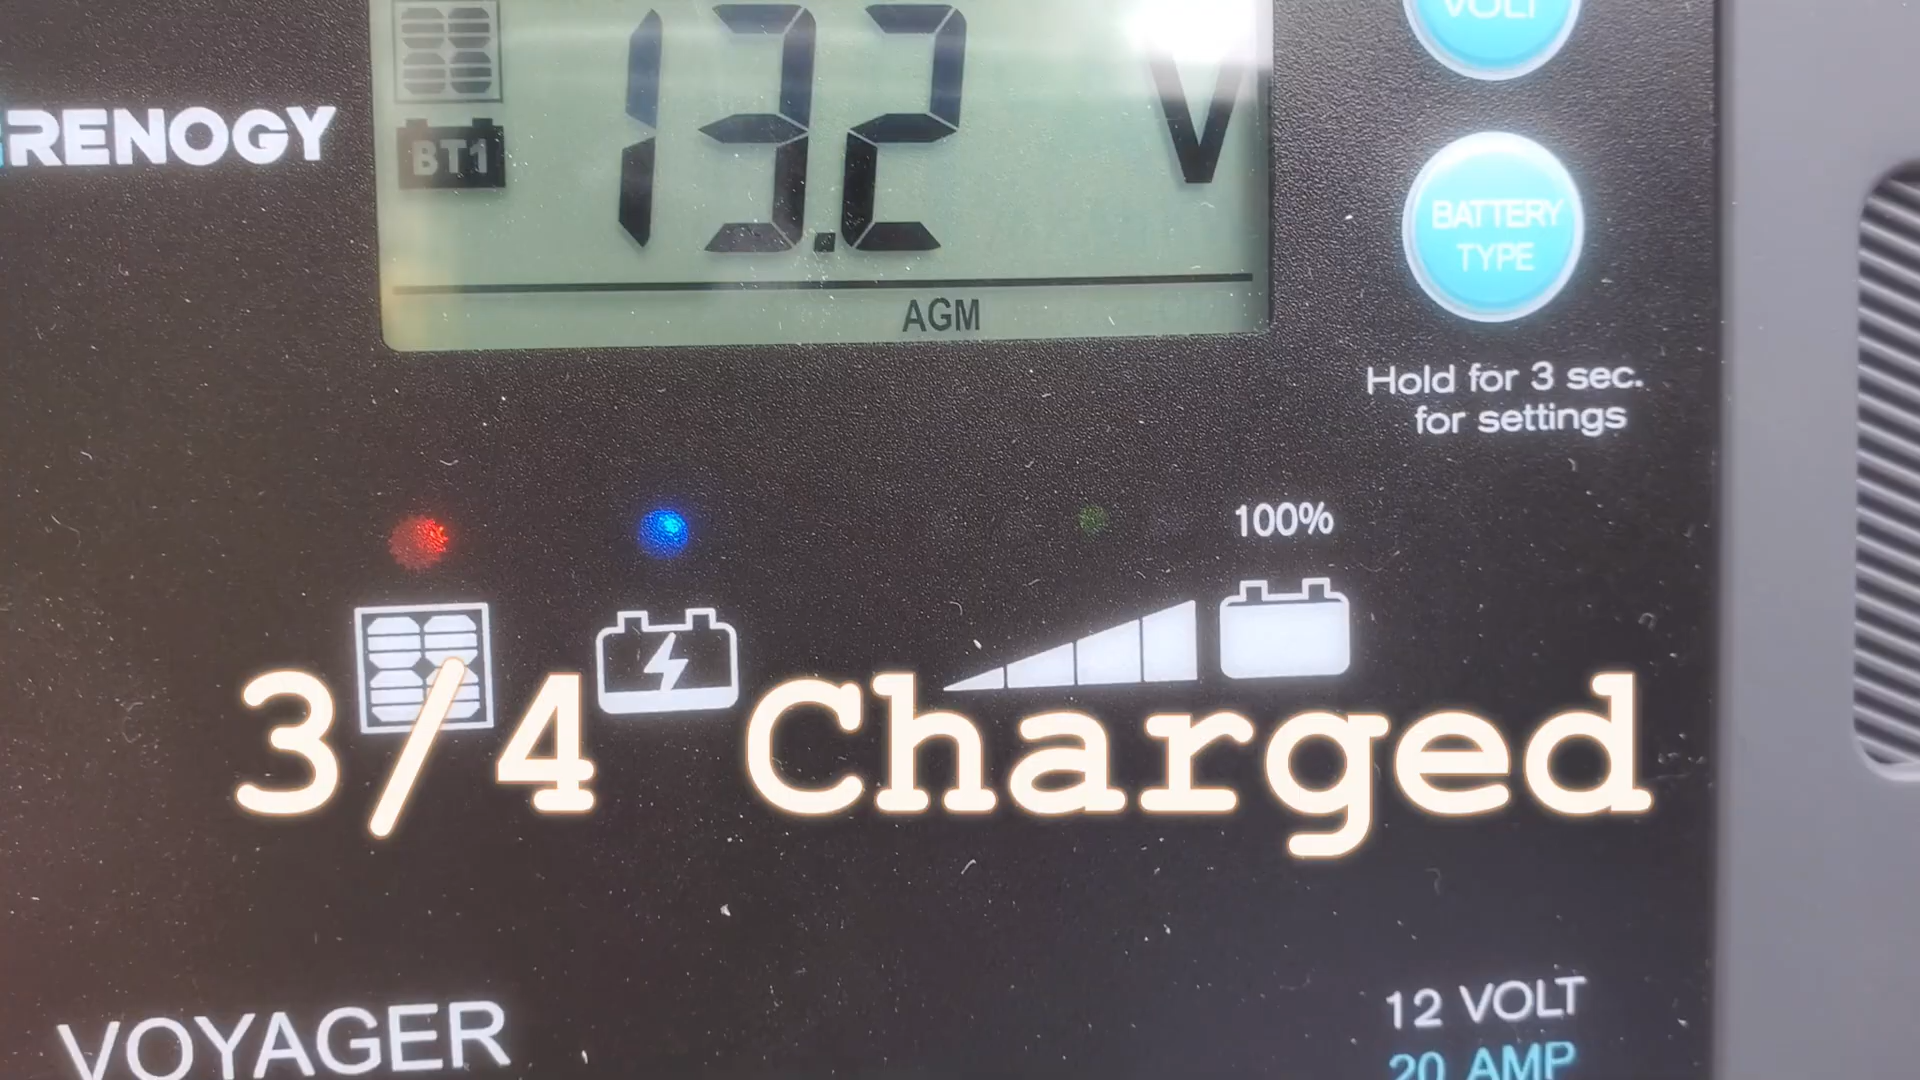 VOLT
13.2 V
RENOGY
BT1
BATTERY
TYPE
AGM
Hold for 3 sec.
for settings
100%
3/4 Charged
VOYAGER
12 VOLT
20 AMP